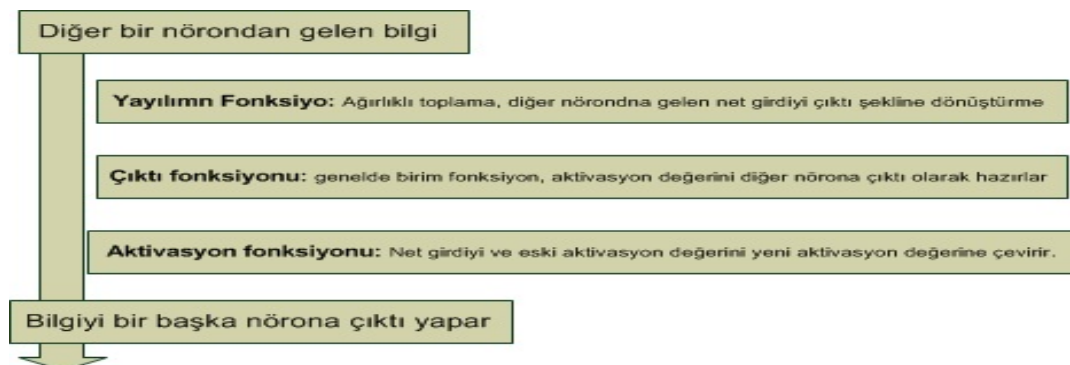 Diğer bir nörondan gelen bilgi
Yayılımn Fonksiyo: Ağırlıklı toplama, diğer nörondna gelen net girdiyi çıktı şekline dönüştürme
Çıktı fonksiyonu: genelde birim fonksiyon, aktivasyon değerini diğer nörona çıktı olarak hazırlar
Aktivasyon fonksiyonu: Net girdiyi ve eski aktivasyon değerini yeni aktivasyon değerine çevirir.
Bilgiyi bir başka nörona çıktı yapar